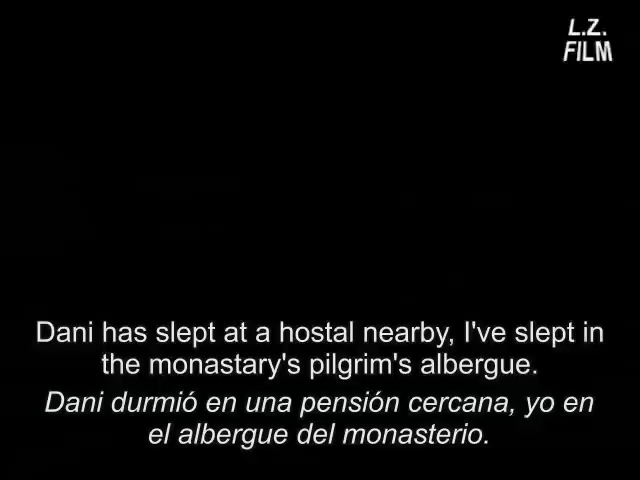 L.Z.
FILM
Dani has slept at a hostal nearby, I've slept in
the monastary's pilgrim's albergue.
Dani durmió en una pensión cercana, yo en
el albergue del monasterio.